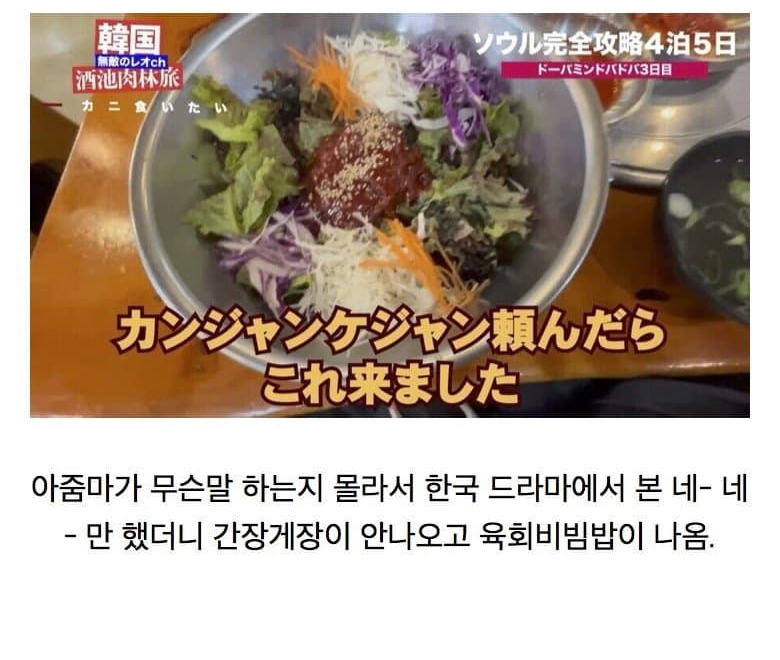 韓国
無敵のレオch
酒池肉林旅
カニ食いたい
ソウル完全攻略4泊5日
ドーパミンドバドバ3日目
カンジャンケジャン頼んだら
これ来ました
아줌마가 무슨말 하는지 몰라서 한국 드라마에서 본 네- 네
- 만 했더니 간장게장이 안나오고 육회비빔밥이 나옴.